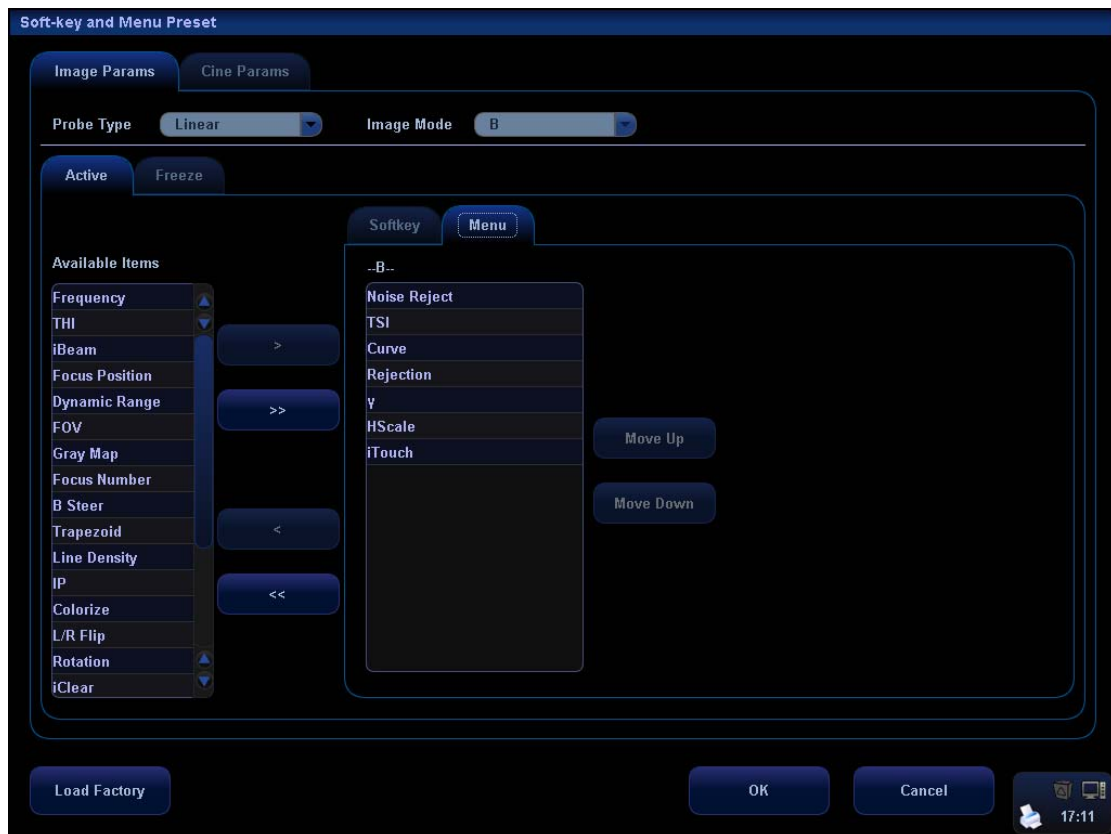 Soft-key and Menu Preset
Image Params
Cine Params
Probe Type
Linear
Image Mode
B
Active
Freeze
Softkey
Menu
Available Items
Frequency
THI
iBeam
Focus Position
Dynamic Range
FOV
Gray Map
Focus Number
B Steer
Trapezoid
Line Density
IP
Colorize
L/R Flip
Rotation
iClear
>
>>
<
<<
--B--
Noise Reject
TSI
Curve
Rejection
γ
HScale
iTouch
Move Up
Move Down
Load Factory
OK
Cancel
17:11